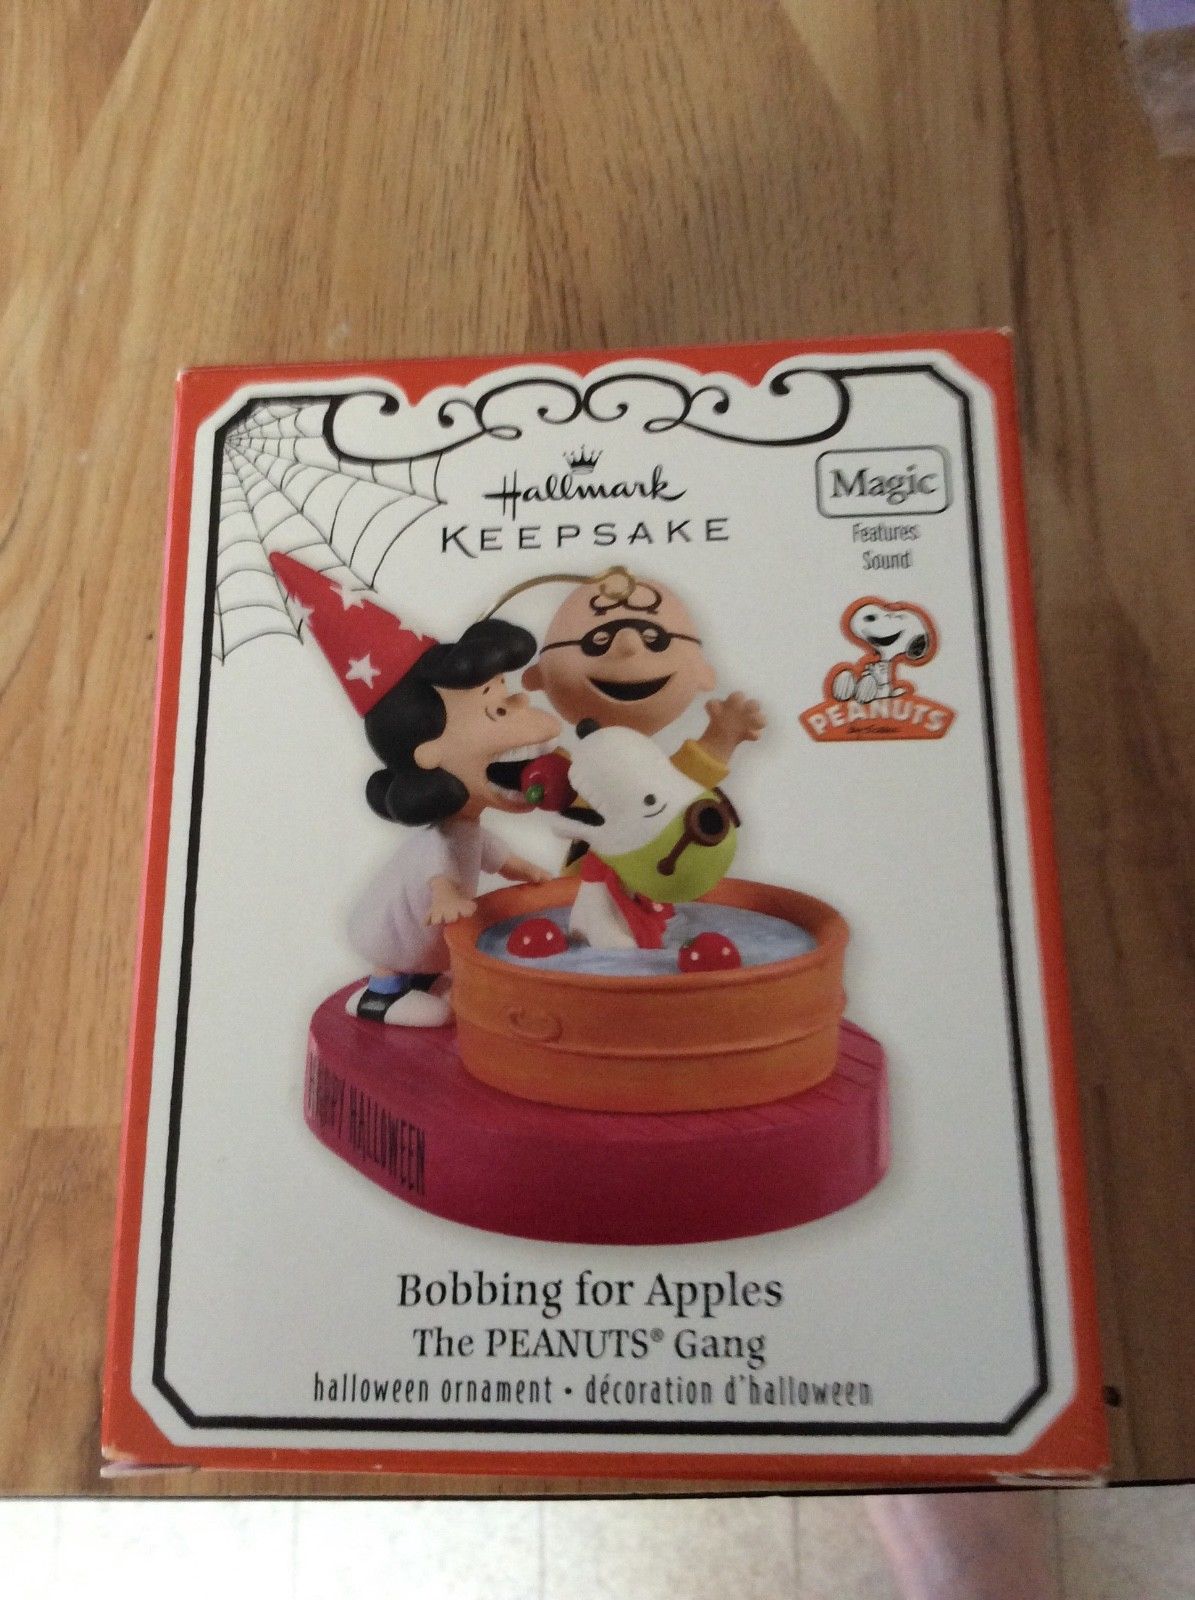 Hallmark
KEEPSAKE
Magic
Features
Sound
PEANUTS
HAPPY HALLOWEEN
Bobbing for Apples
The PEANUTS® Gang
halloween ornament • décoration d'halloween